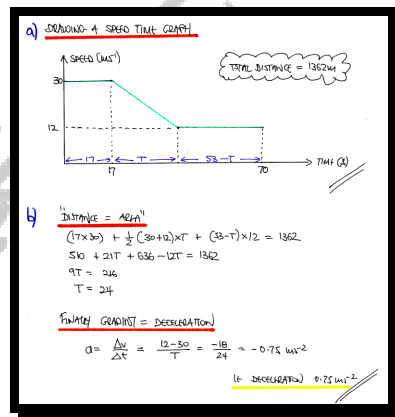 a) DRAWING A SPEED TIME GRAPH
SPEED (ms⁻¹)
TOTAL DISTANCE = 1362m
30
12
17 T 53-T
TIME (s)
17 70
b) "DISTANCE = AREA"
(17×30) + ½(30+12)×T + (53-T)×12 = 1362
510 + 21T + 636 - 12T = 1362
9T = 216
T = 24
FINALLY GRADIENT = DECELERATION
a = Δv/Δt = 12-30/T = -18/24 = -0.75 ms⁻²
IE DECELERATION 0.75 ms⁻²